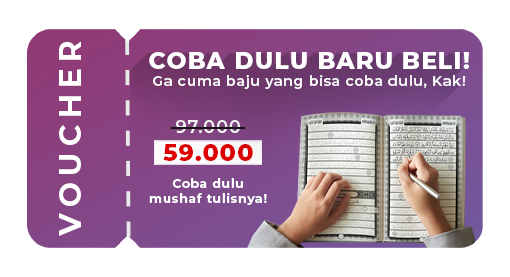 VOUCHER
COBA DULU BARU BELI!
Ga cuma baju yang bisa coba dulu, Kak!
97.000
59.000
Coba dulu
mushaf tulisnya!